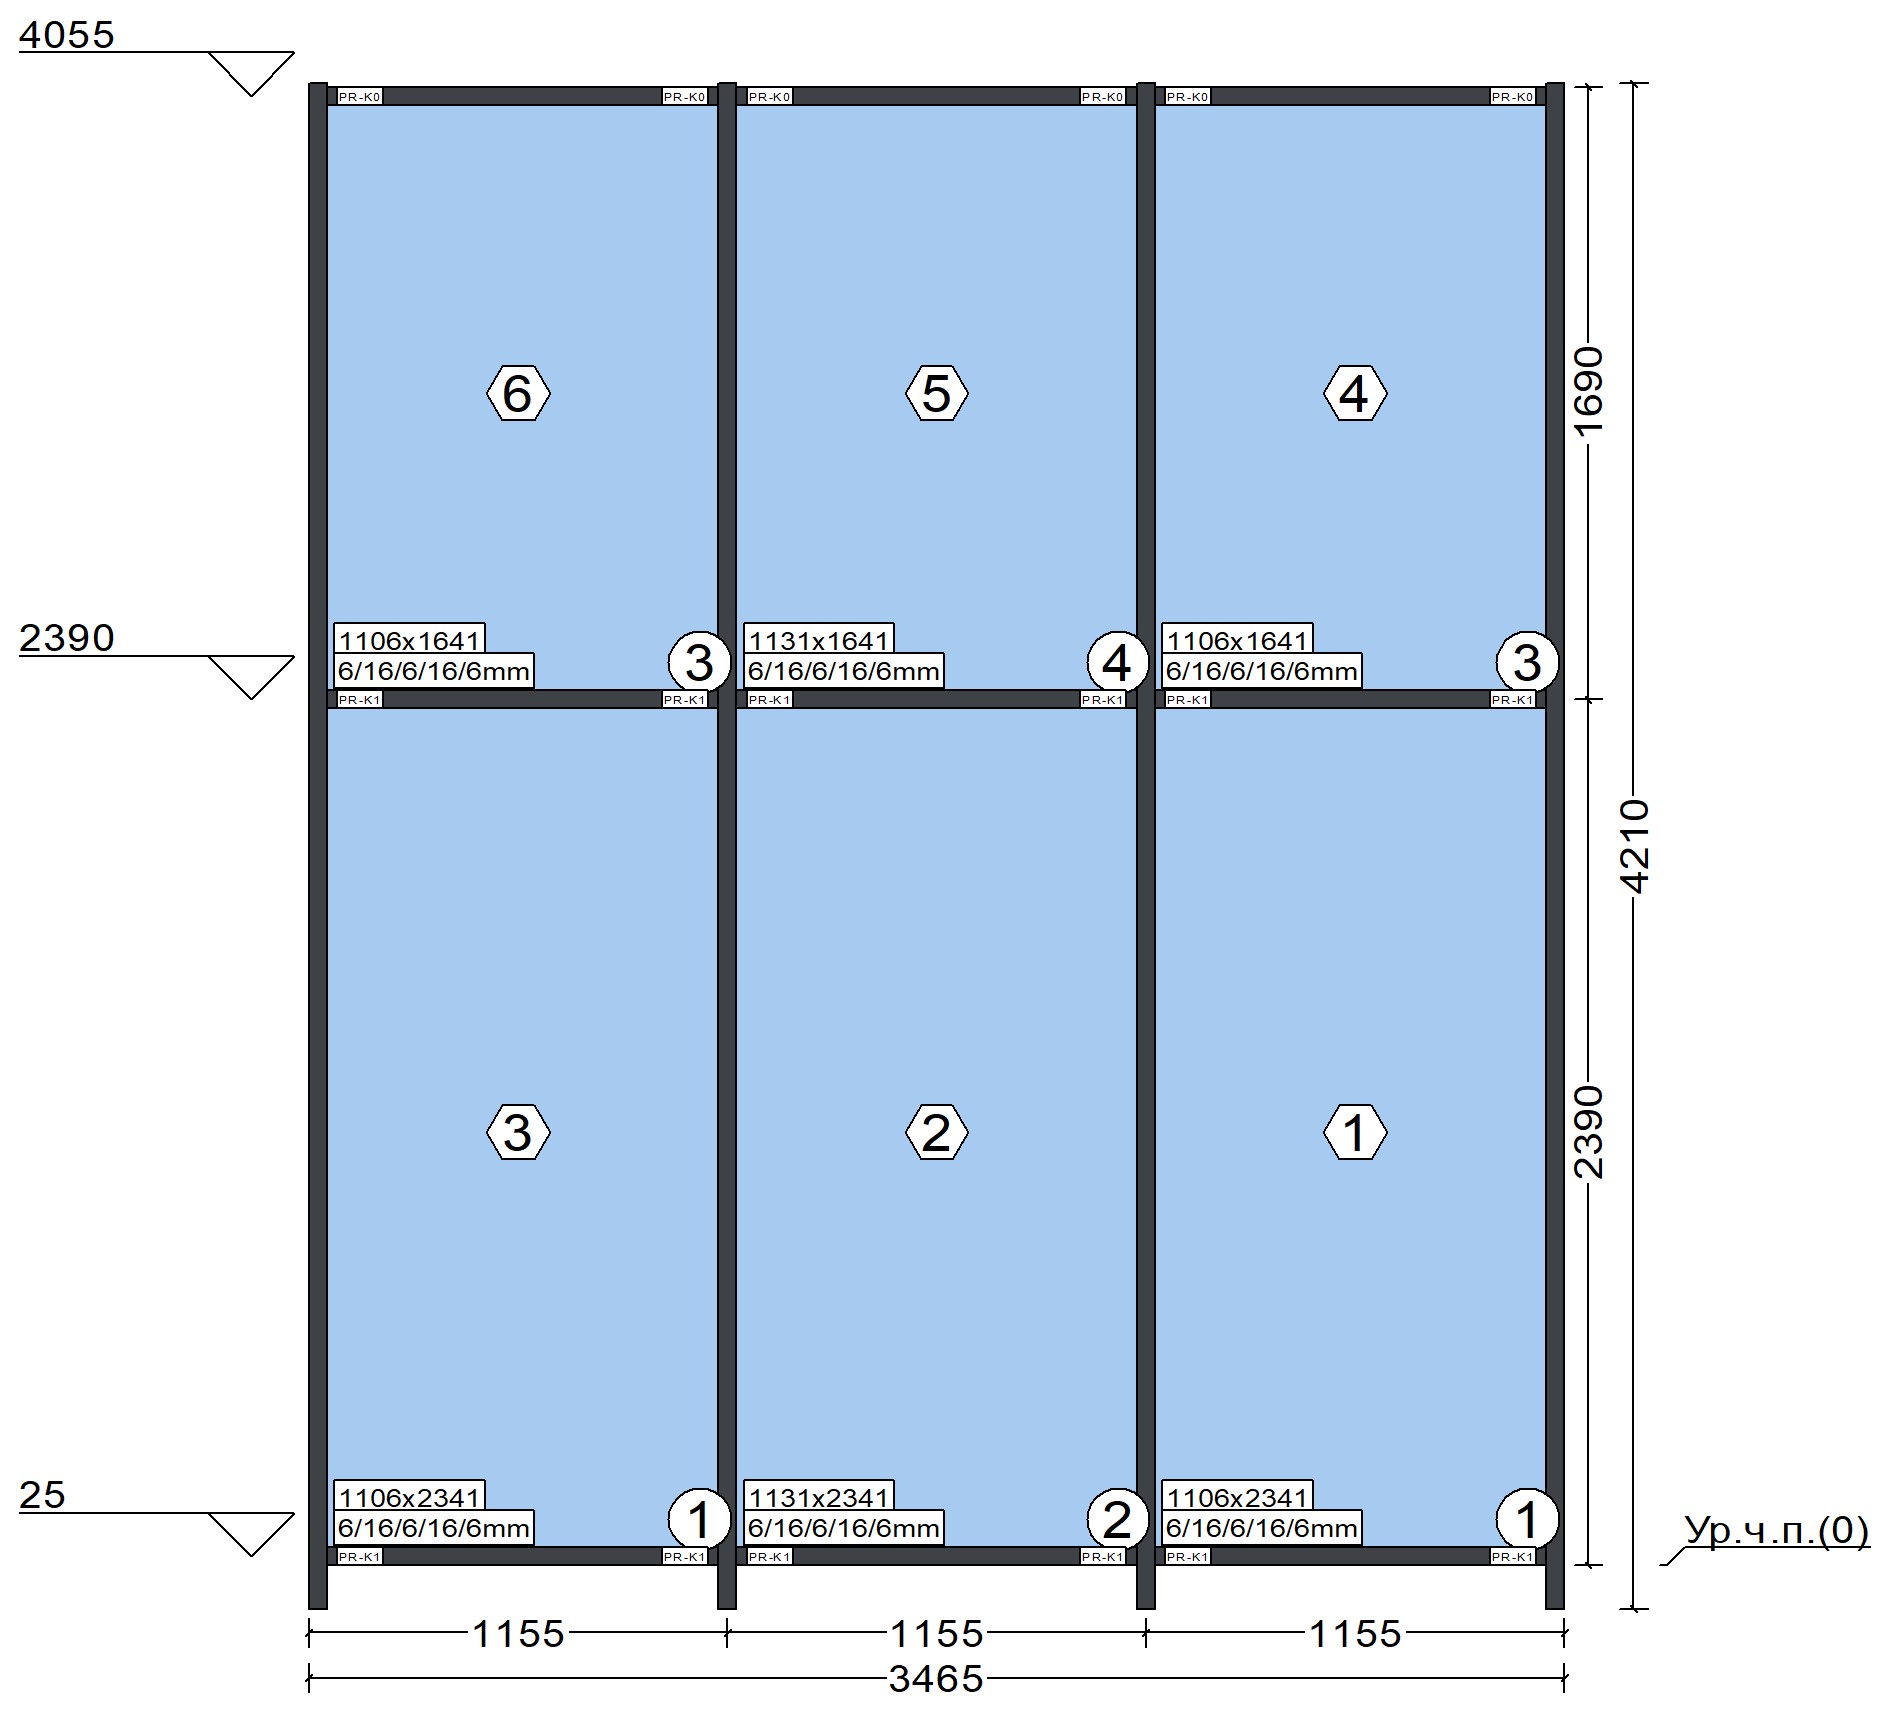 4055
PR-K0 PR-K0 PR-K0 PR-K0 PR-K0 PR-K0
6 5 4
1690
2390
1106x1641 1131x1641 1106x1641
6/16/6/16/6mm 3 6/16/6/16/6mm 4 6/16/6/16/6mm 3
PR-K1 PR-K1 PR-K1 PR-K1 PR-K1 PR-K1
4210
3 2 1
2390
25
1106x2341 1131x2341 1106x2341
6/16/6/16/6mm 1 6/16/6/16/6mm 2 6/16/6/16/6mm 1
Ур.ч.п.(0)
PR-K1 PR-K1 PR-K1 PR-K1 PR-K1 PR-K1
1155 1155 1155
3465